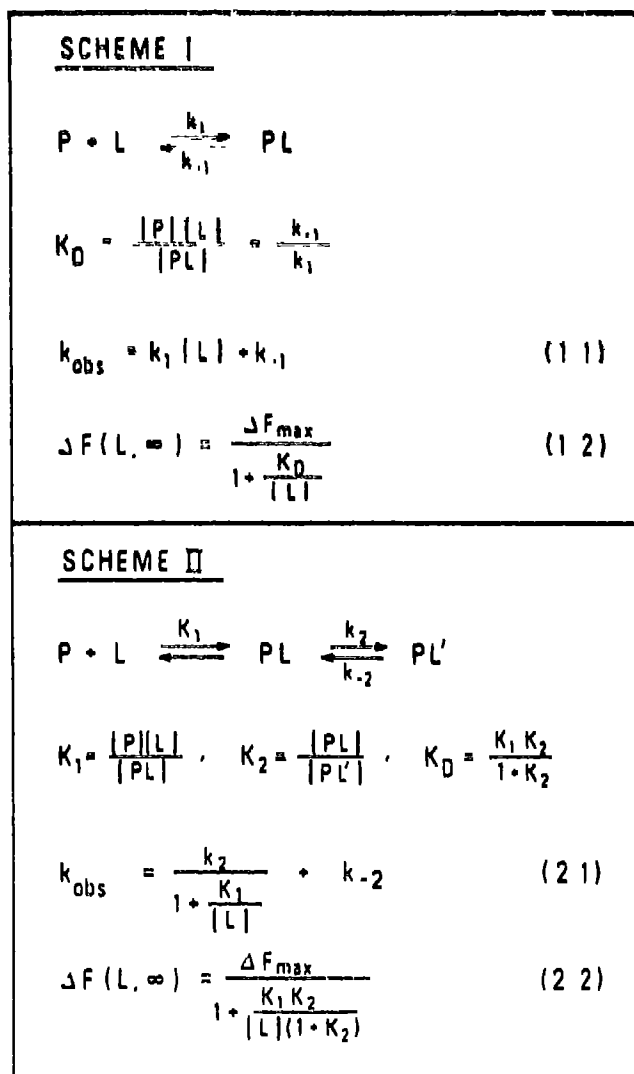 SCHEME I
P + L ⇌ PL (k₁ / k₋₁)
K_D = [P][L] / [PL] = k₋₁ / k₁
k_obs = k₁ [L] + k₋₁ (1 1)
ΔF(L, ∞) = ΔF_max / (1 + K_D / [L]) (1 2)
SCHEME II
P + L ⇌ PL ⇌ PL′ (K₁) (k₂ / k₋₂)
K₁ = [P][L] / [PL] , K₂ = [PL] / [PL′] , K_D = K₁ K₂ / (1 + K₂)
k_obs = k₂ / (1 + K₁ / [L]) + k₋₂ (2 1)
ΔF(L, ∞) = ΔF_max / (1 + K₁ K₂ / ([L](1 + K₂))) (2 2)